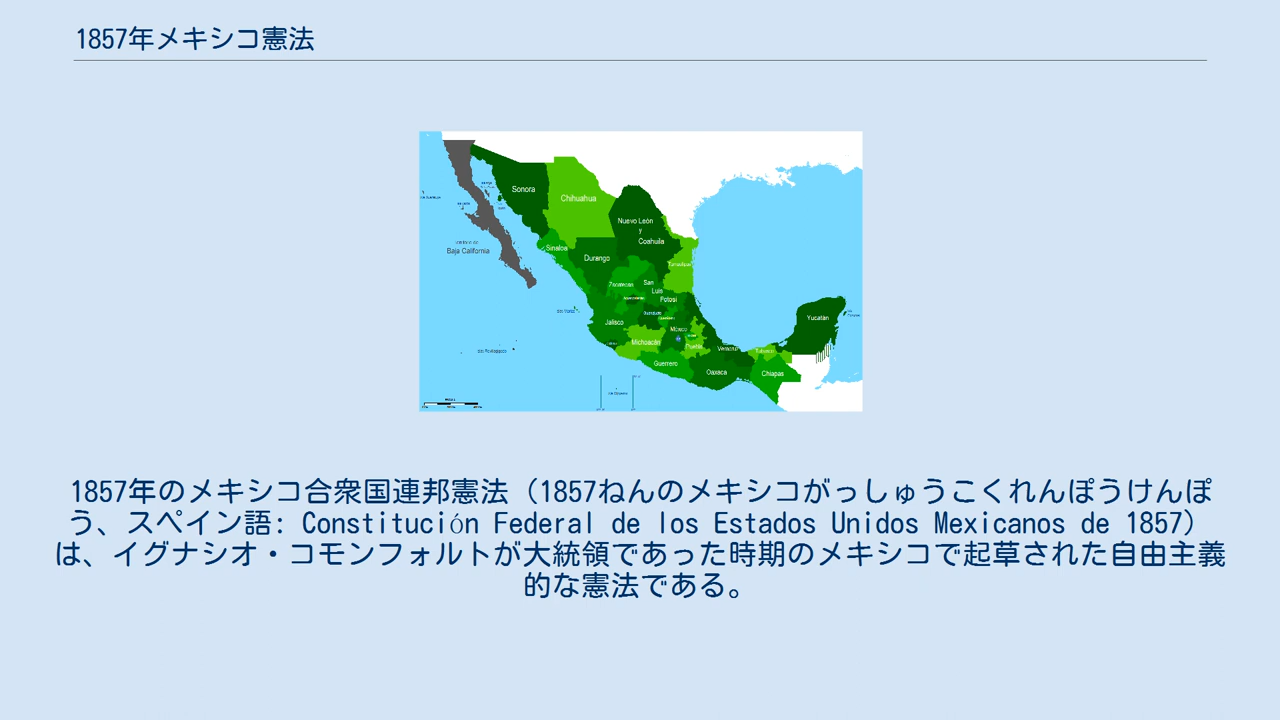 1857年メキシコ憲法
Sonora
Chihuahua
Nuevo León
y
Coahuila
Sinaloa
Baja California
Durango
Tamaulipas
Zacatecas
San
Luis
Potosí
Jalisco
México
Michoacán
Puebla
Veracruz
Yucatán
Guerrero
Tabasco
Oaxaca
Chiapas
1857年のメキシコ合衆国連邦憲法（1857ねんのメキシコがっしゅうこくれんぽうけんぽ
う、スペイン語: Constitución Federal de los Estados Unidos Mexicanos de 1857）
は、イグナシオ・コモンフォルトが大統領であった時期のメキシコで起草された自由主義
的な憲法である。